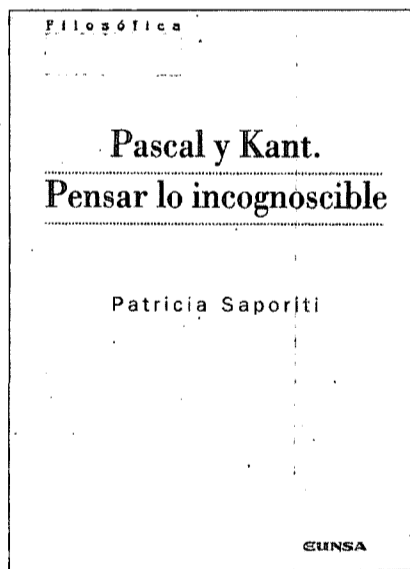 Filosófica
Pascal y Kant.
Pensar lo incognoscible
Patricia Saporiti
EUNSA